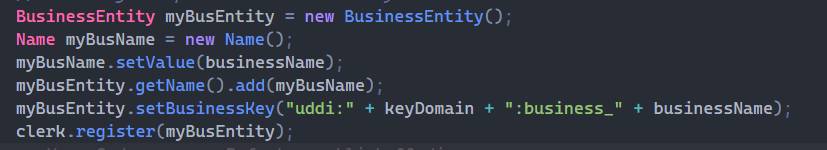 BusinessEntity myBusEntity = new BusinessEntity();
Name myBusName = new Name();
myBusName.setValue(businessName);
myBusEntity.getName().add(myBusName);
myBusEntity.setBusinessKey("uddi:" + keyDomain + ":business_" + businessName);
clerk.register(myBusEntity);